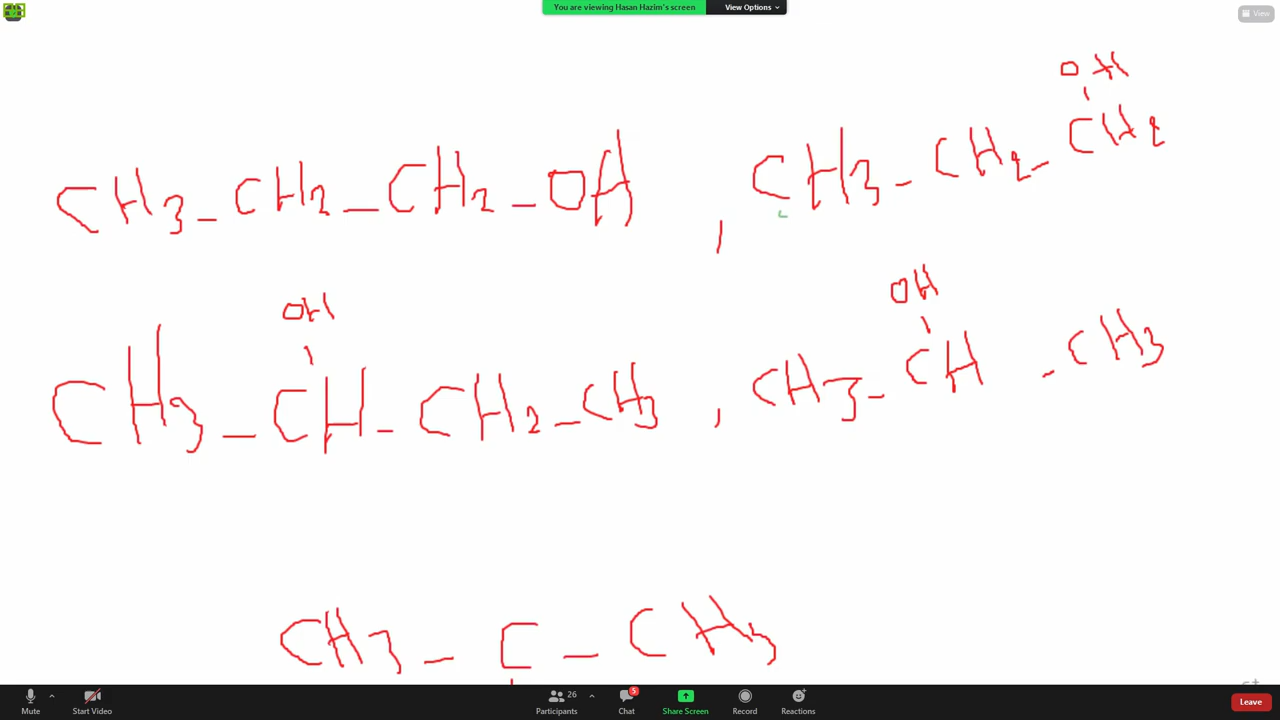 You are viewing Hasan Hazim's screen View Options
View
OH
CH3-CH2-CH2-OH , CH3-CH2-CH2
OH OH
CH3-CH-CH2-CH3 , CH3-CH-CH3
CH3-C-CH3
Mute Start Video 26 Participants 5 Chat Share Screen Record Reactions Leave